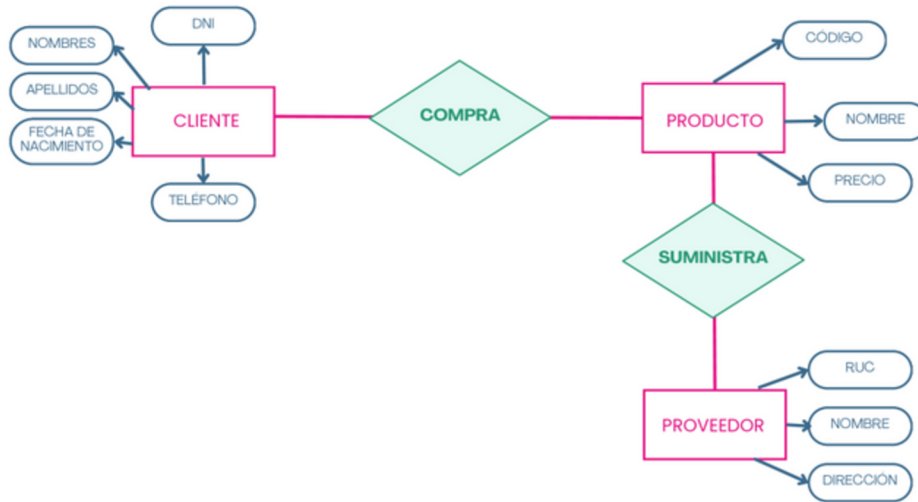 DNI
NOMBRES
CÓDIGO
APELLIDOS
CLIENTE
COMPRA
PRODUCTO
NOMBRE
FECHA DE
NACIMIENTO
PRECIO
TELÉFONO
SUMINISTRA
RUC
PROVEEDOR
NOMBRE
DIRECCIÓN